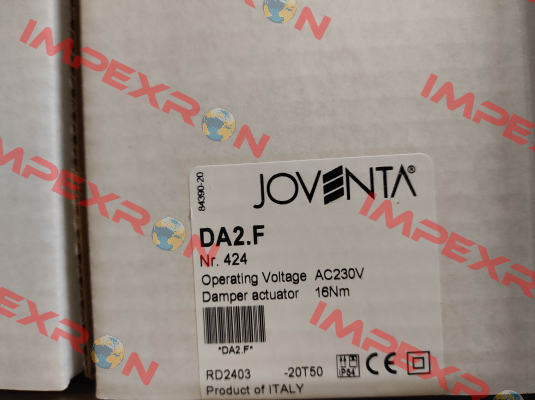 IMPEXRON
IMPEXRON
IMPEXRON
IMPEXRON
IMPEXRON
84390-20
JOVENTA®
DA2.F
Nr. 424
Operating Voltage AC230V
Damper actuator 16Nm
*DA2.F*
RD2403 -20T50 IP54 CE
Product of ITALY